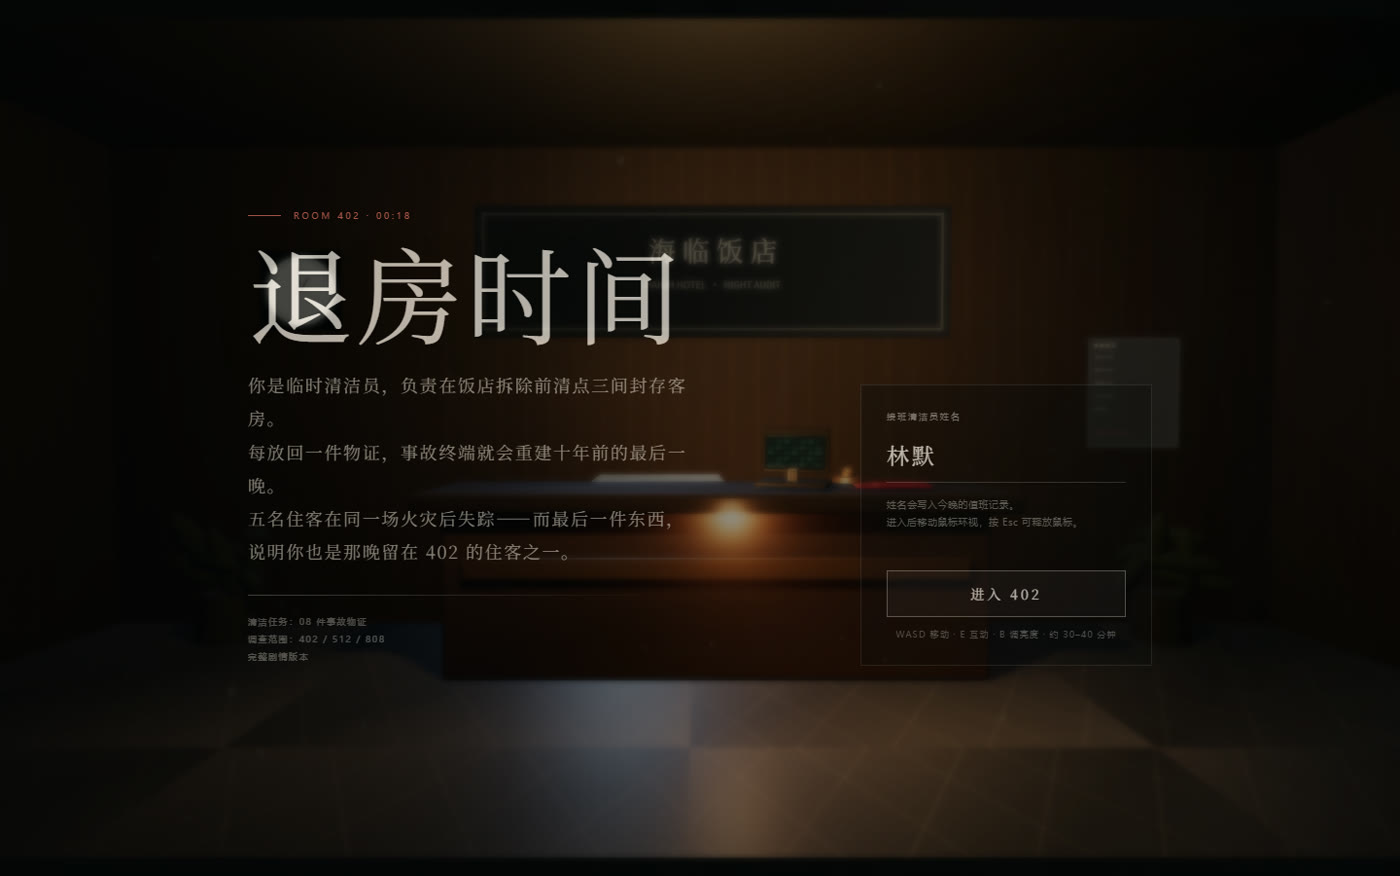 ROOM 402 · 00:18
海临饭店
HOTEL · NIGHT AUDIT
退房时间
你是临时清洁员，负责在饭店拆除前清点三间封存客
房。
每放回一件物证，事故终端就会重建十年前的最后一
晚。
五名住客在同一场火灾后失踪——而最后一件东西，
说明你也是那晚留在 402 的住客之一。
清洁任务：08 件事故物证
调查范围：402 / 512 / 808
完整剧情版本
接班清洁员姓名
林默
姓名会写入今晚的值班记录。
进入后移动鼠标环视，按 Esc 可释放鼠标。
进入 402
WASD 移动 · E 互动 · B 调亮度 · 约 30–40 分钟